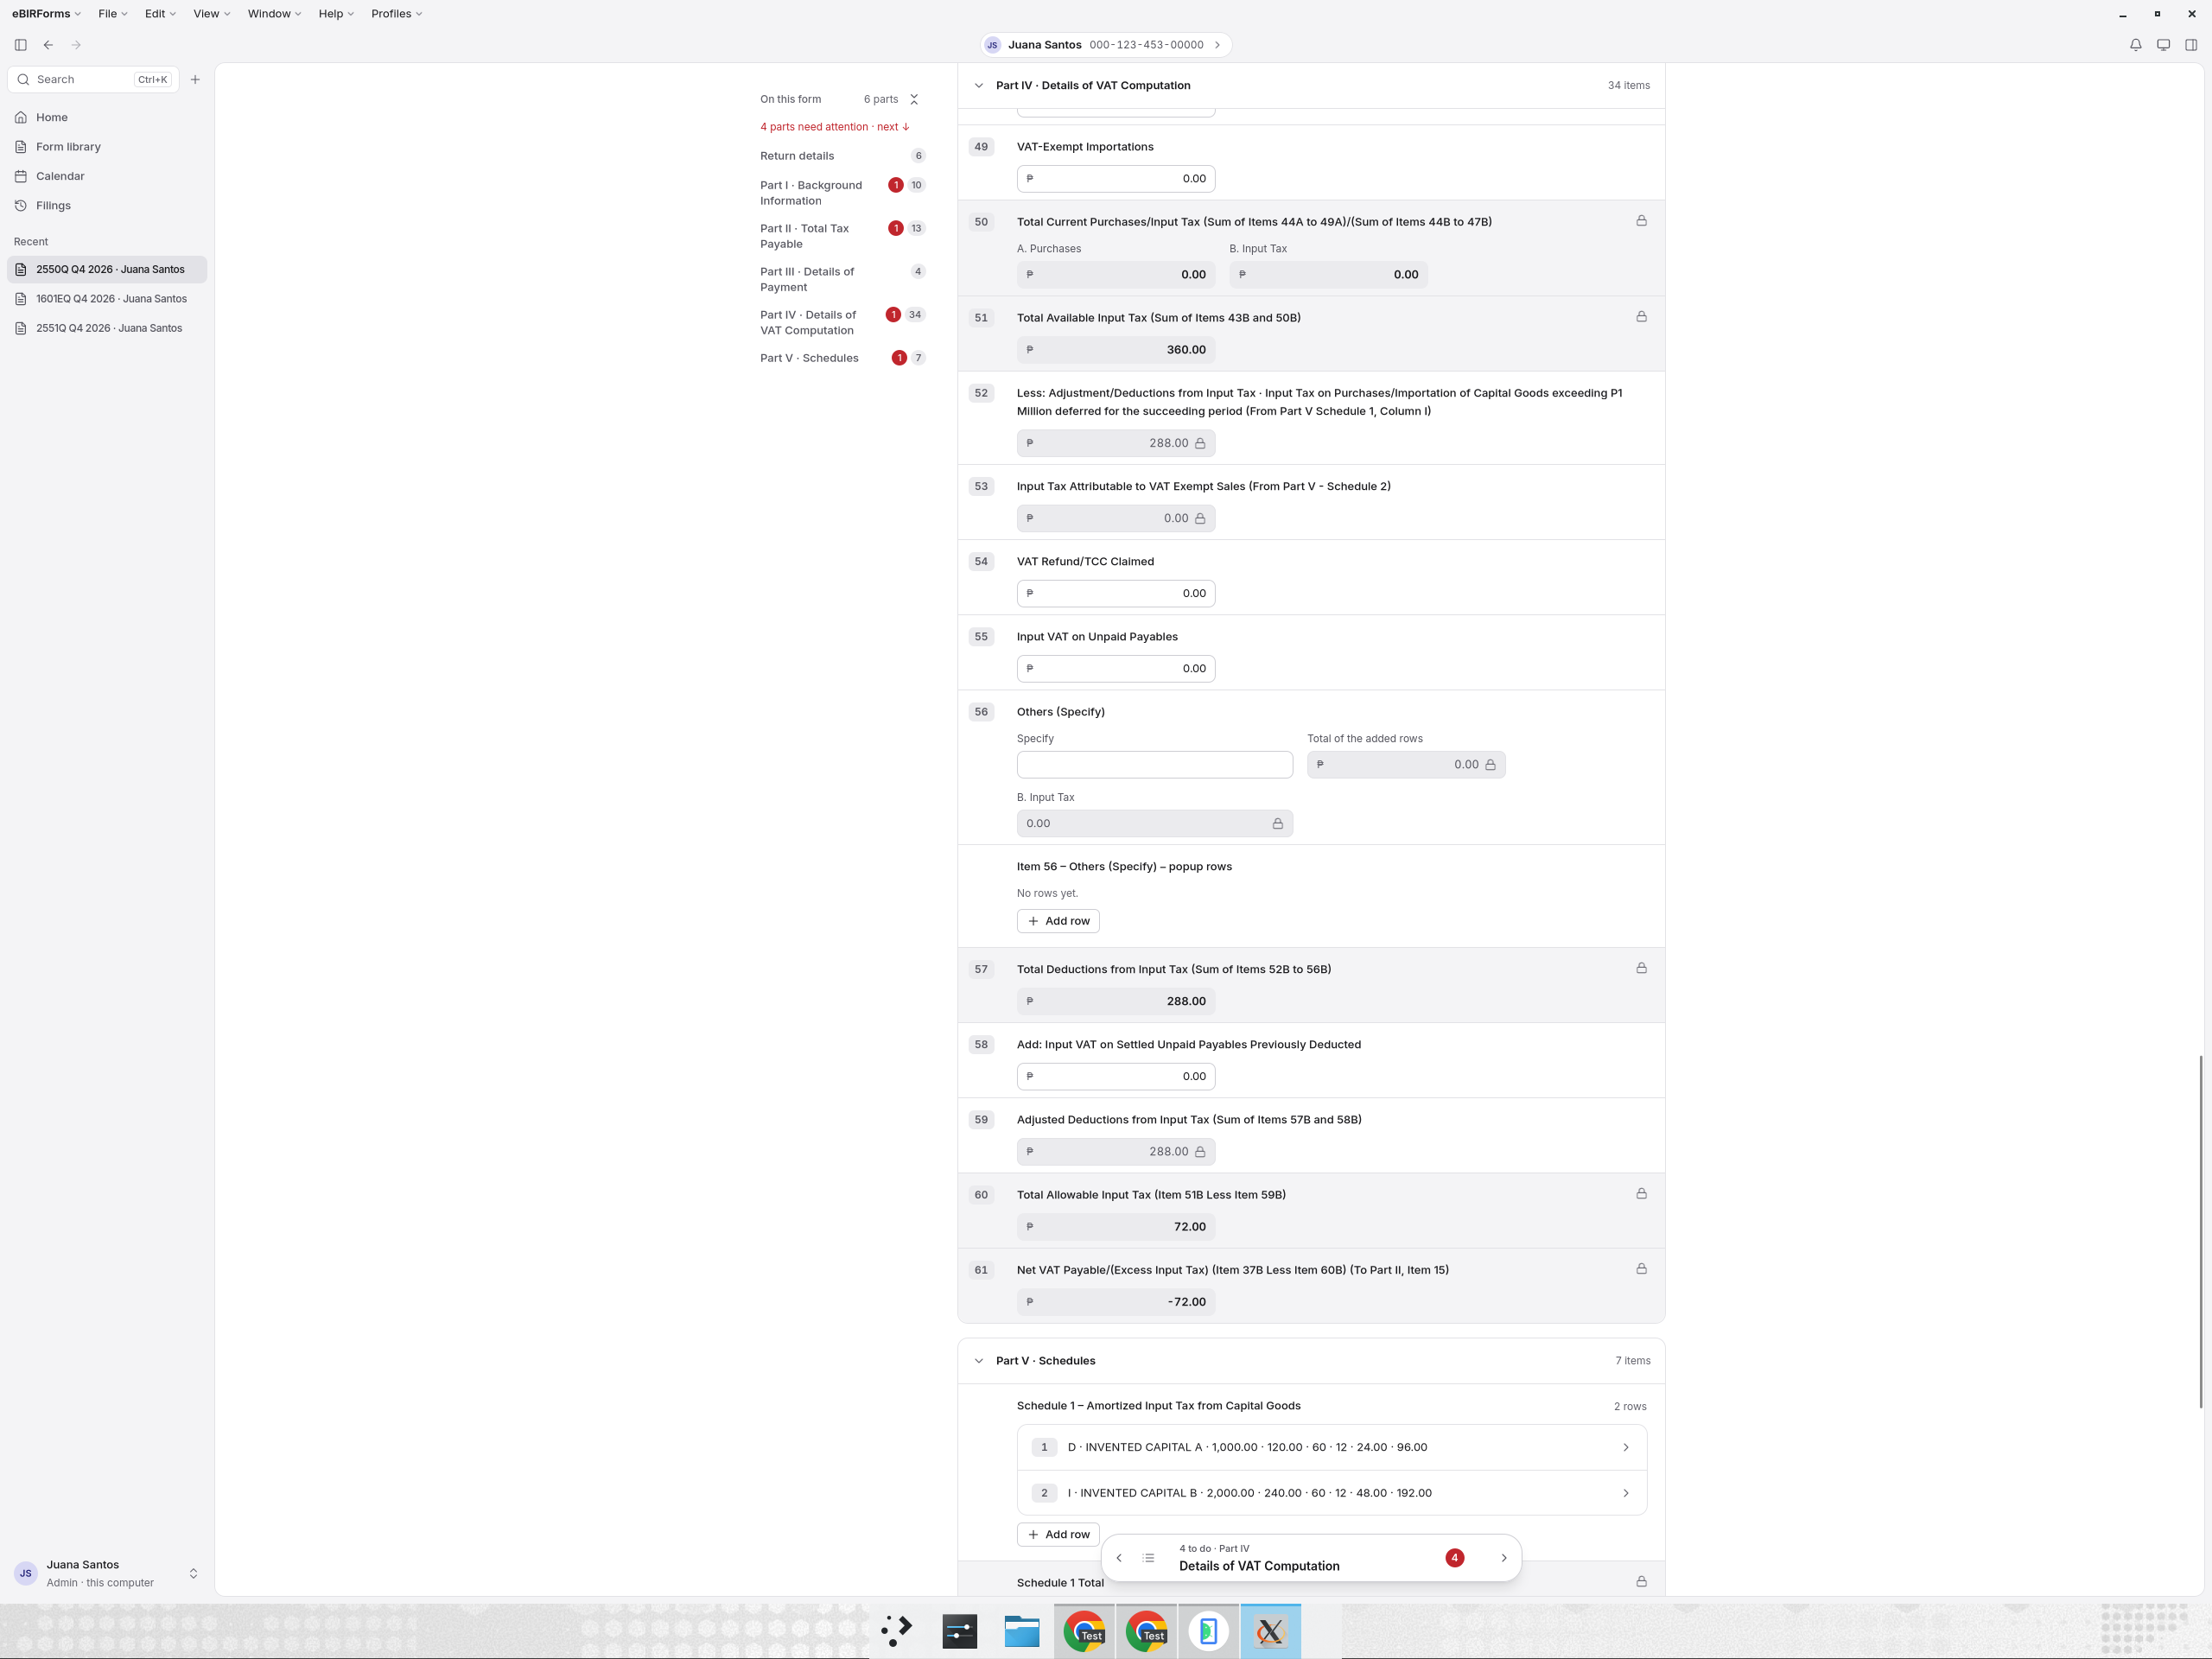 eBIRForms File Edit View Window Help Profiles
JS Juana Santos 000-123-453-00000
Search Ctrl+K
Home
Form library
Calendar
Filings
Recent
2550Q Q4 2026 · Juana Santos
1601EQ Q4 2026 · Juana Santos
2551Q Q4 2026 · Juana Santos
JS Juana Santos
Admin · this computer
On this form 6 parts
4 parts need attention · next ↓
Return details 6
Part I · Background 1 10
Information
Part II · Total Tax 1 13
Payable
Part III · Details of 4
Payment
Part IV · Details of 1 34
VAT Computation
Part V · Schedules 1 7
Part IV · Details of VAT Computation 34 items
49 VAT-Exempt Importations
₱ 0.00
50 Total Current Purchases/Input Tax (Sum of Items 44A to 49A)/(Sum of Items 44B to 47B)
A. Purchases B. Input Tax
₱ 0.00 ₱ 0.00
51 Total Available Input Tax (Sum of Items 43B and 50B)
₱ 360.00
52 Less: Adjustment/Deductions from Input Tax · Input Tax on Purchases/Importation of Capital Goods exceeding P1
Million deferred for the succeeding period (From Part V Schedule 1, Column I)
₱ 288.00
53 Input Tax Attributable to VAT Exempt Sales (From Part V - Schedule 2)
₱ 0.00
54 VAT Refund/TCC Claimed
₱ 0.00
55 Input VAT on Unpaid Payables
₱ 0.00
56 Others (Specify)
Specify Total of the added rows
₱ 0.00
B. Input Tax
0.00
Item 56 – Others (Specify) – popup rows
No rows yet.
+ Add row
57 Total Deductions from Input Tax (Sum of Items 52B to 56B)
₱ 288.00
58 Add: Input VAT on Settled Unpaid Payables Previously Deducted
₱ 0.00
59 Adjusted Deductions from Input Tax (Sum of Items 57B and 58B)
₱ 288.00
60 Total Allowable Input Tax (Item 51B Less Item 59B)
₱ 72.00
61 Net VAT Payable/(Excess Input Tax) (Item 37B Less Item 60B) (To Part II, Item 15)
₱ -72.00
Part V · Schedules 7 items
Schedule 1 – Amortized Input Tax from Capital Goods 2 rows
1 D · INVENTED CAPITAL A · 1,000.00 · 120.00 · 60 · 12 · 24.00 · 96.00
2 I · INVENTED CAPITAL B · 2,000.00 · 240.00 · 60 · 12 · 48.00 · 192.00
+ Add row
4 to do · Part IV
Details of VAT Computation 4
Schedule 1 Total
Test Test